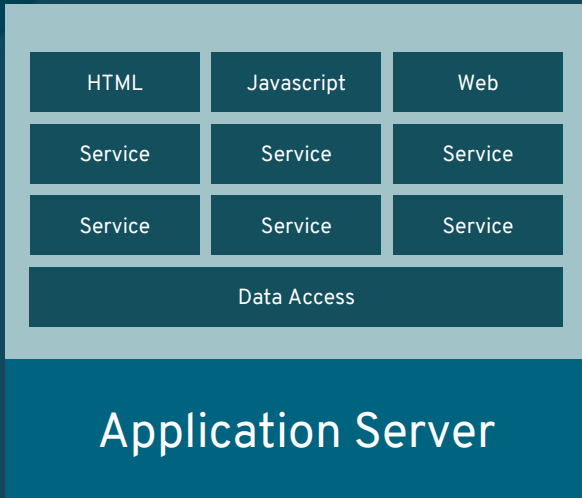 HTML Javascript Web
Service Service Service
Service Service Service
Data Access
Application Server